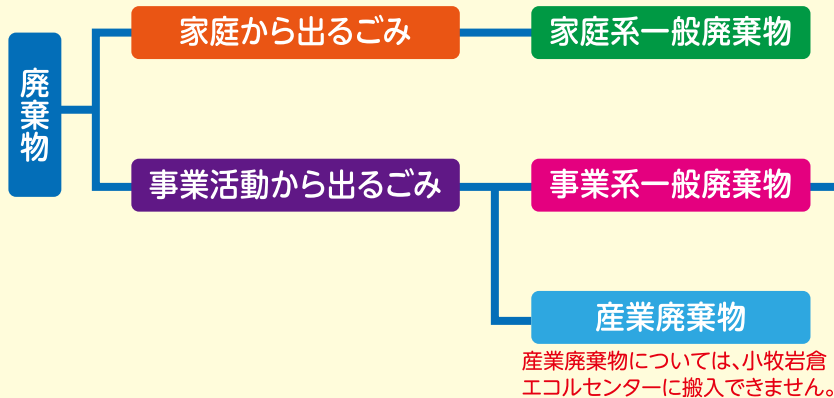 廃棄物
家庭から出るごみ
家庭系一般廃棄物
事業活動から出るごみ
事業系一般廃棄物
産業廃棄物
産業廃棄物については、小牧岩倉
エコルセンターに搬入できません。